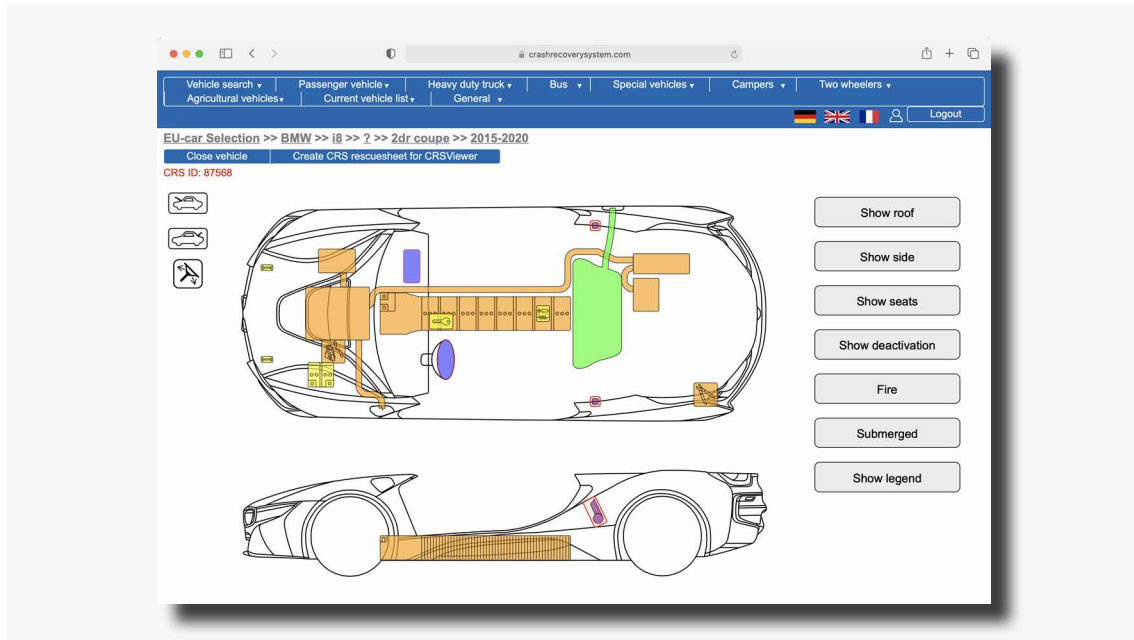 crashrecoverysystem.com
Vehicle search Passenger vehicle Heavy duty truck Bus Special vehicles Campers Two wheelers
Agricultural vehicles Current vehicle list General
Logout
EU-car Selection >> BMW >> i8 >> ? >> 2dr coupe >> 2015-2020
Close vehicle Create CRS rescuesheet for CRSViewer
CRS ID: 87568
Show roof
Show side
Show seats
Show deactivation
Fire
Submerged
Show legend